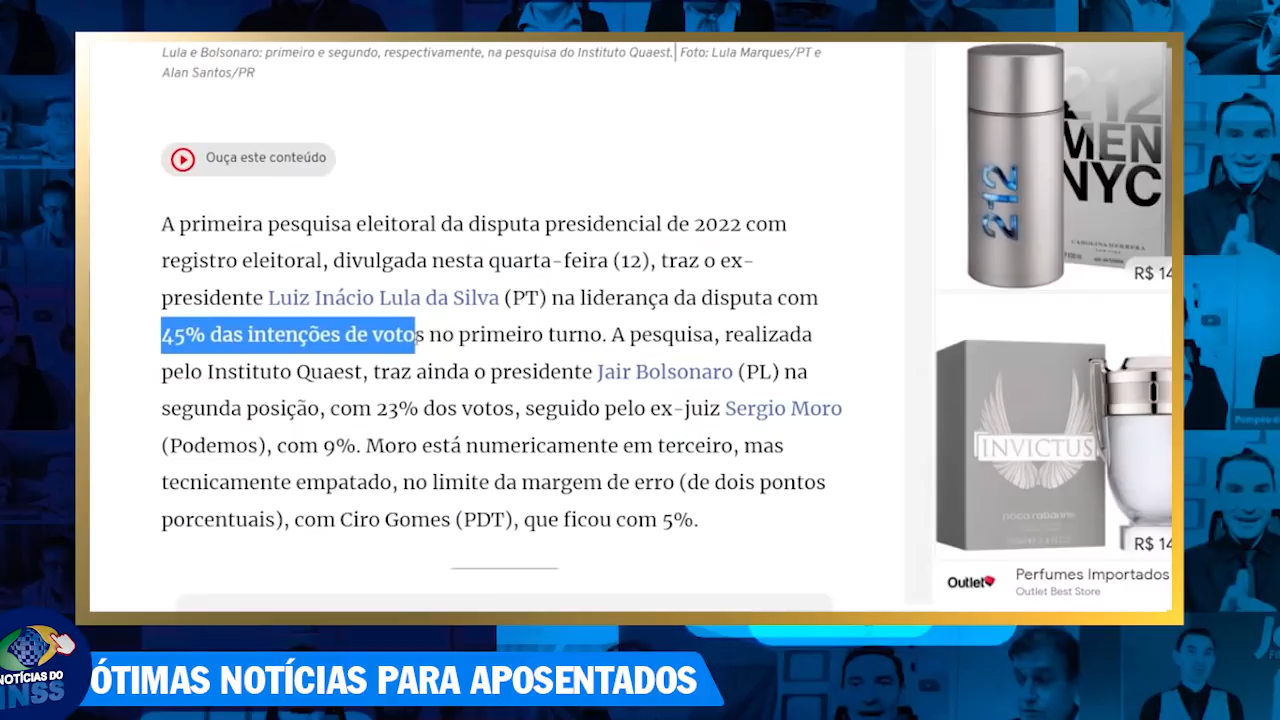 Lula e Bolsonaro: primeiro e segundo, respectivamente, na pesquisa do Instituto Quaest.| Foto: Lula Marques/PT e
Alan Santos/PR
Ouça este conteúdo
A primeira pesquisa eleitoral da disputa presidencial de 2022 com
registro eleitoral, divulgada nesta quarta-feira (12), traz o ex-
presidente Luiz Inácio Lula da Silva (PT) na liderança da disputa com
45% das intenções de votos no primeiro turno. A pesquisa, realizada
pelo Instituto Quaest, traz ainda o presidente Jair Bolsonaro (PL) na
segunda posição, com 23% dos votos, seguido pelo ex-juiz Sergio Moro
(Podemos), com 9%. Moro está numericamente em terceiro, mas
tecnicamente empatado, no limite da margem de erro (de dois pontos
porcentuais), com Ciro Gomes (PDT), que ficou com 5%.
212
212
MEN
NYC
CAROLINA HERRERA
R$ 14
INVICTUS
paco rabanne
R$ 14
Outlet
Perfumes Importados
Outlet Best Store
NOTÍCIAS DO
INSS
ÓTIMAS NOTÍCIAS PARA APOSENTADOS